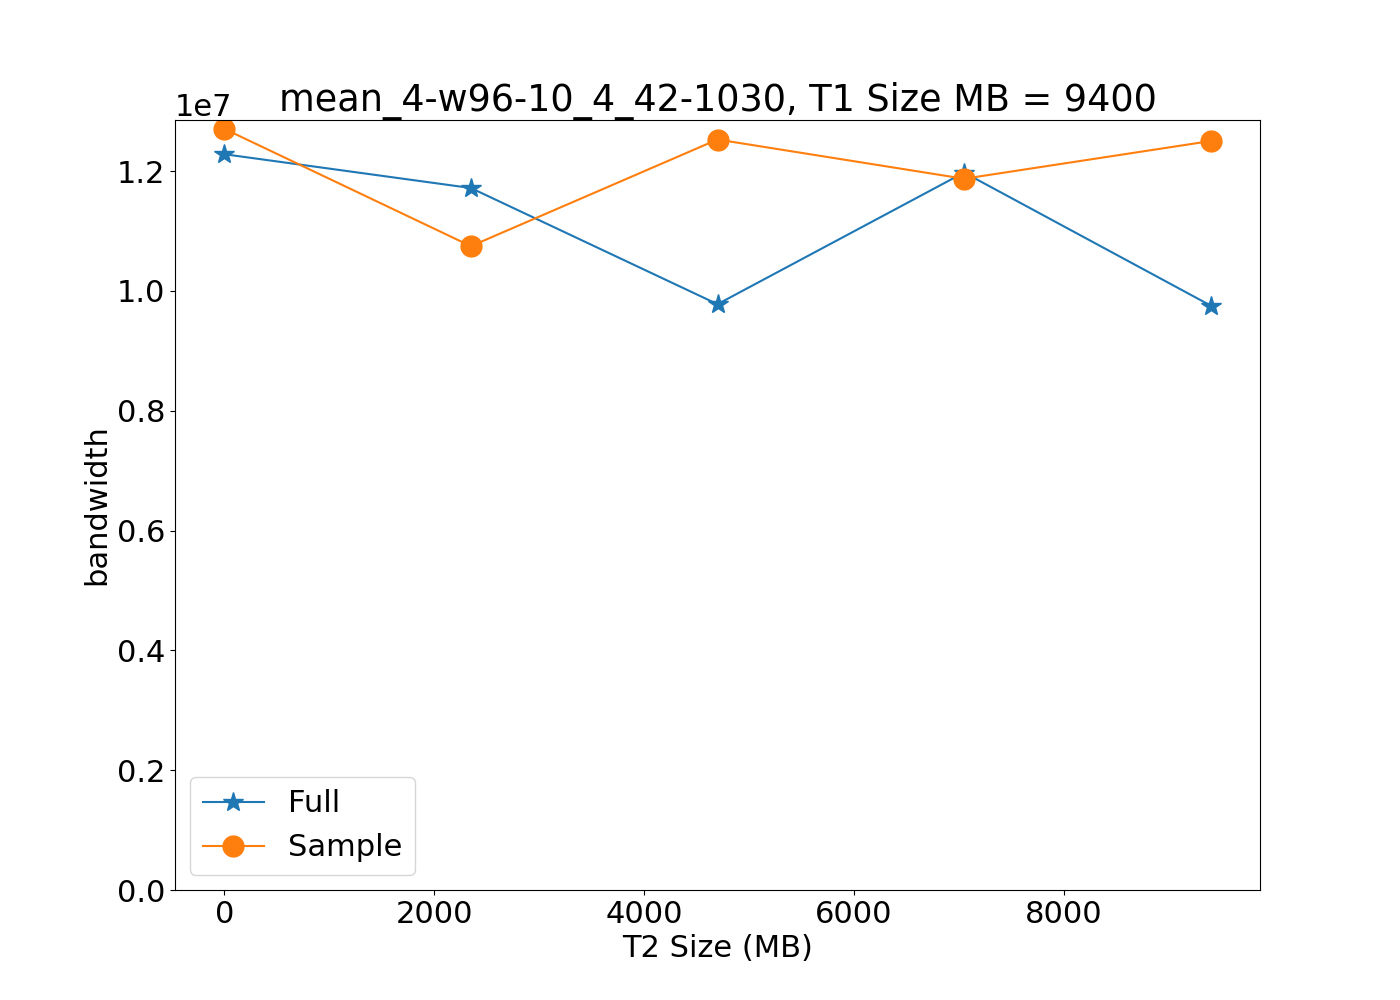 mean_4-w96-10_4_42-1030, T1 Size MB = 9400
1e7
1.2
1.0
0.8
0.6
0.4
0.2
0.0
bandwidth
Full
Sample
0 2000 4000 6000 8000
T2 Size (MB)